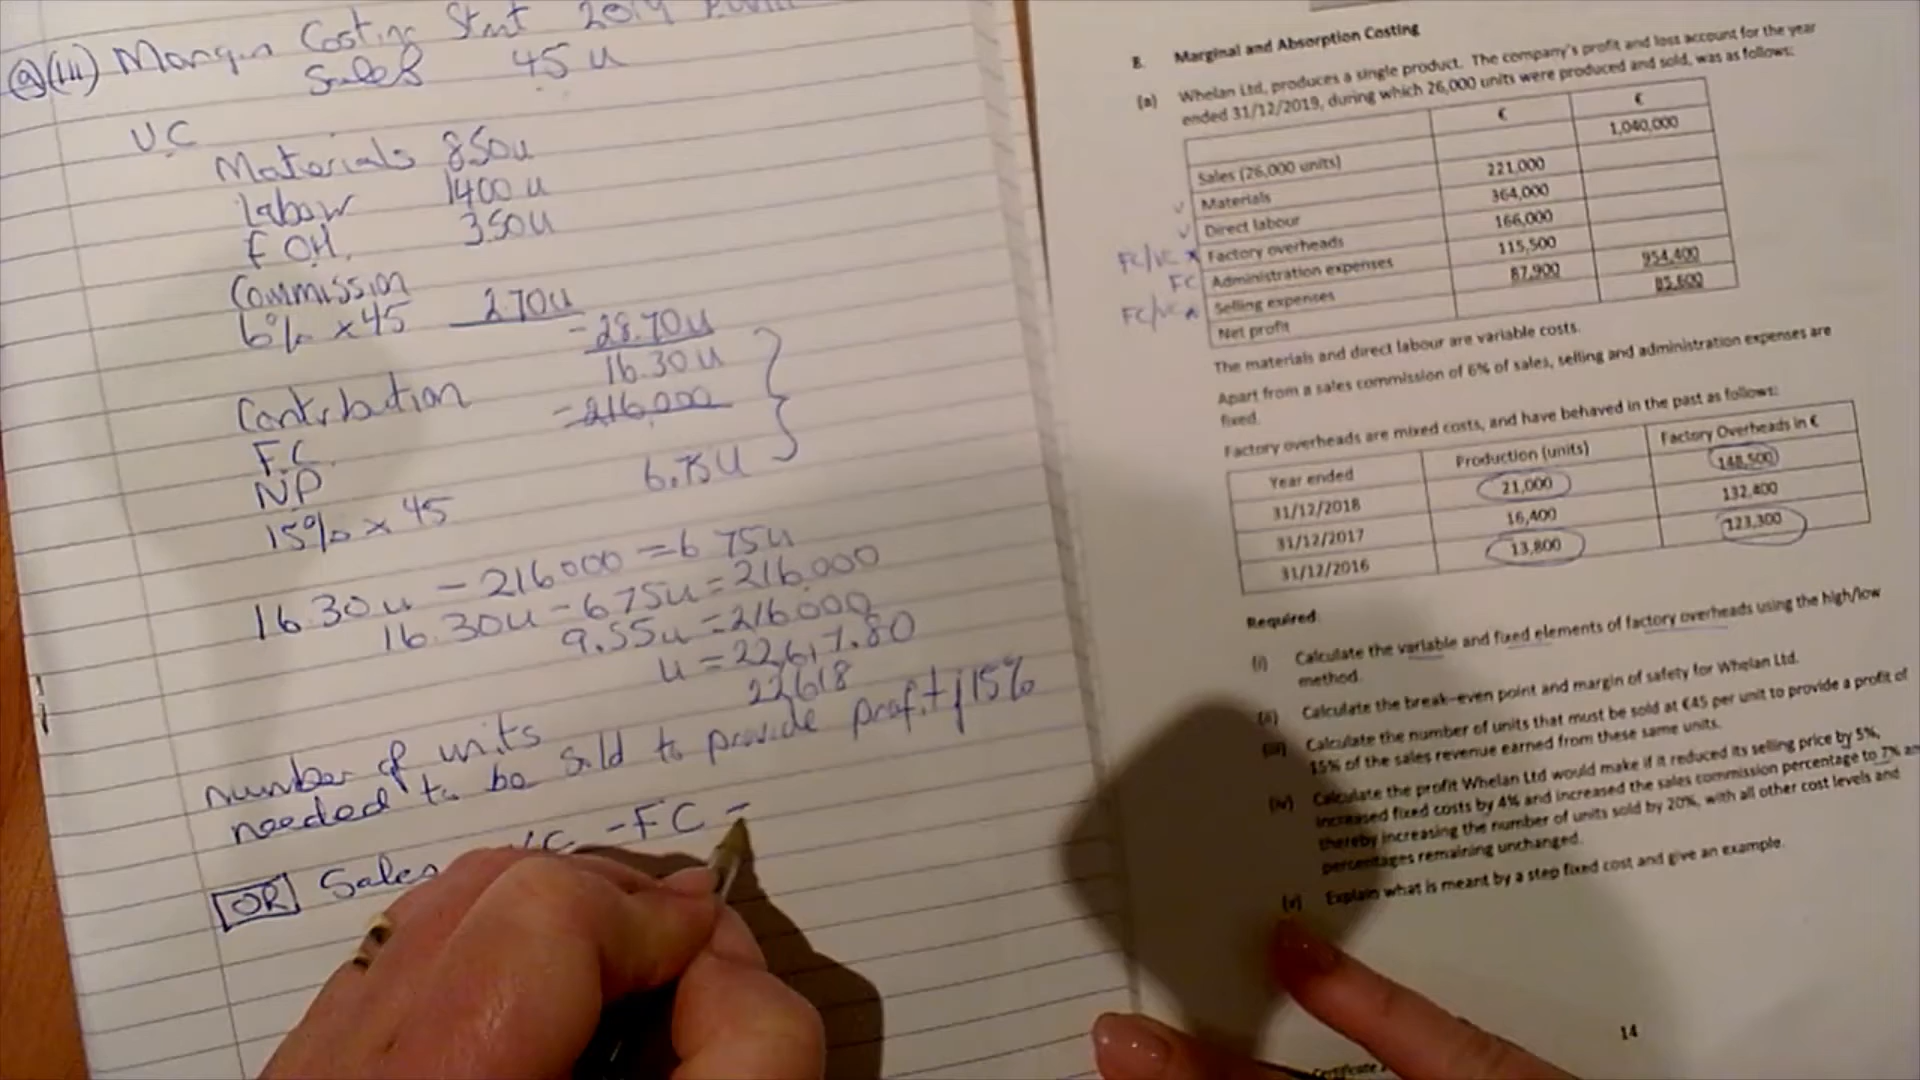 (a)(iii) Margin Costing Stmt 2019
Sales 45u
V.C
Materials 8.50u
Labour 14.00u
F.O.H. 3.50u
Commission
6% x 45 2.70u
- 28.70u
Contribution 16.30u
F.C. - 216,000
NP
15% x 45 6.75u
16.30u - 216000 = 6.75u
16.30u - 6.75u = 216.000
9.55u = 216.000
u = 22617.80
22618
number of units
needed to be sold to provide profit of 15%
OR Sales VC - FC =
8. Marginal and Absorption Costing
(a) Whelan Ltd, produces a single product. The company's profit and loss account for the year
ended 31/12/2019, during which 26,000 units were produced and sold, was as follows:
€ €
Sales (26,000 units) 1,040,000
Materials 221,000
Direct labour 364,000
FC/VC Factory overheads 166,000
FC Administration expenses 115,500
FC/VC Selling expenses 87,900 954,400
Net profit 85,600
The materials and direct labour are variable costs.
Apart from a sales commission of 6% of sales, selling and administration expenses are
fixed.
Factory overheads are mixed costs, and have behaved in the past as follows:
Year ended Production (units) Factory Overheads in €
31/12/2018 21,000 148,500
31/12/2017 16,400 132,400
31/12/2016 13,800 123,300
Required
(i) Calculate the variable and fixed elements of factory overheads using the high/low
method.
(ii) Calculate the break-even point and margin of safety for Whelan Ltd.
(iii) Calculate the number of units that must be sold at €45 per unit to provide a profit of
15% of the sales revenue earned from these same units.
(iv) Calculate the profit Whelan Ltd would make if it reduced its selling price by 5%,
increased fixed costs by 4% and increased the sales commission percentage to 7% and
thereby increasing the number of units sold by 20%, with all other cost levels and
percentages remaining unchanged.
(v) Explain what is meant by a step fixed cost and give an example.
14
Certificate